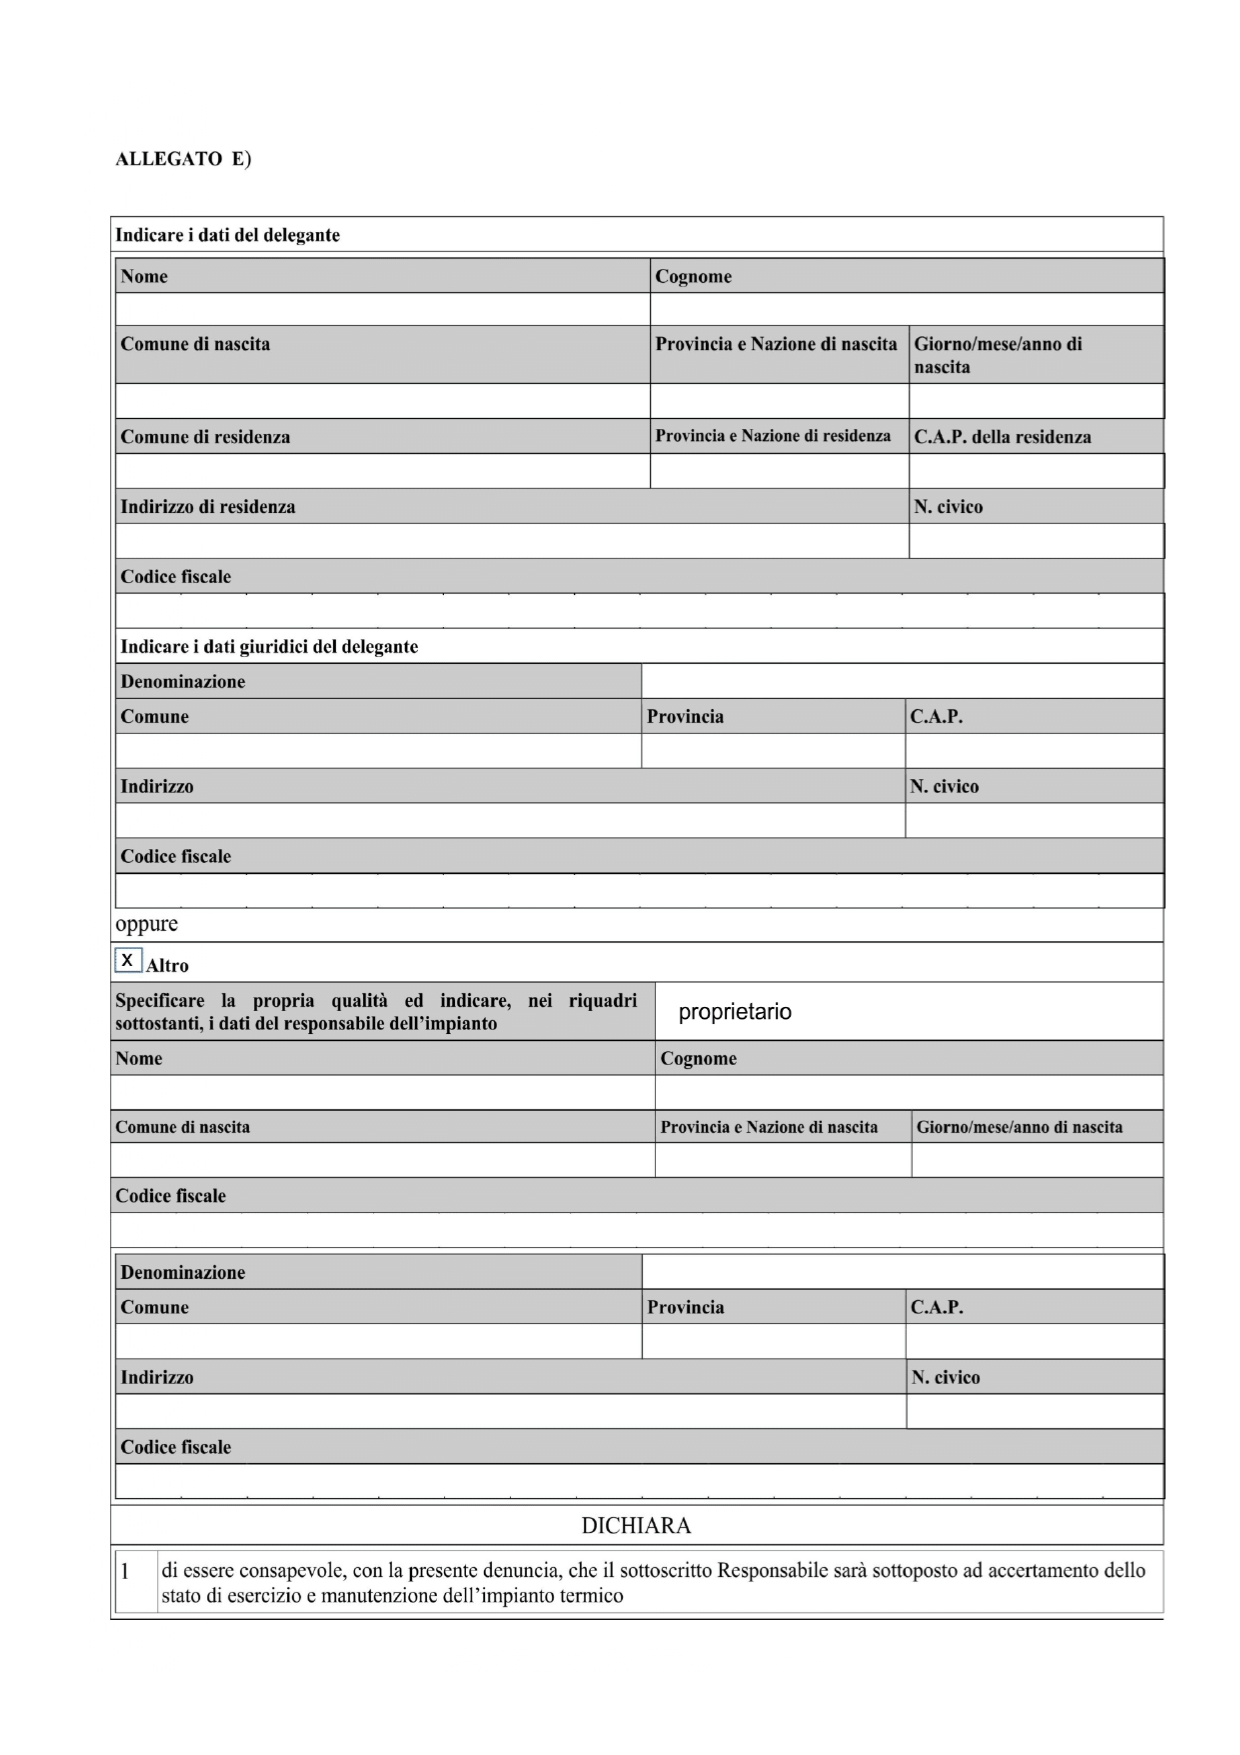 ALLEGATO E)
Indicare i dati del delegante
Nome Cognome
Comune di nascita Provincia e Nazione di nascita Giorno/mese/anno di
nascita
Comune di residenza Provincia e Nazione di residenza C.A.P. della residenza
Indirizzo di residenza N. civico
Codice fiscale
Indicare i dati giuridici del delegante
Denominazione
Comune Provincia C.A.P.
Indirizzo N. civico
Codice fiscale
oppure
X Altro
Specificare la propria qualità ed indicare, nei riquadri
sottostanti, i dati del responsabile dell'impianto
proprietario
Nome Cognome
Comune di nascita Provincia e Nazione di nascita Giorno/mese/anno di nascita
Codice fiscale
Denominazione
Comune Provincia C.A.P.
Indirizzo N. civico
Codice fiscale
DICHIARA
1 di essere consapevole, con la presente denuncia, che il sottoscritto Responsabile sarà sottoposto ad accertamento dello
stato di esercizio e manutenzione dell'impianto termico